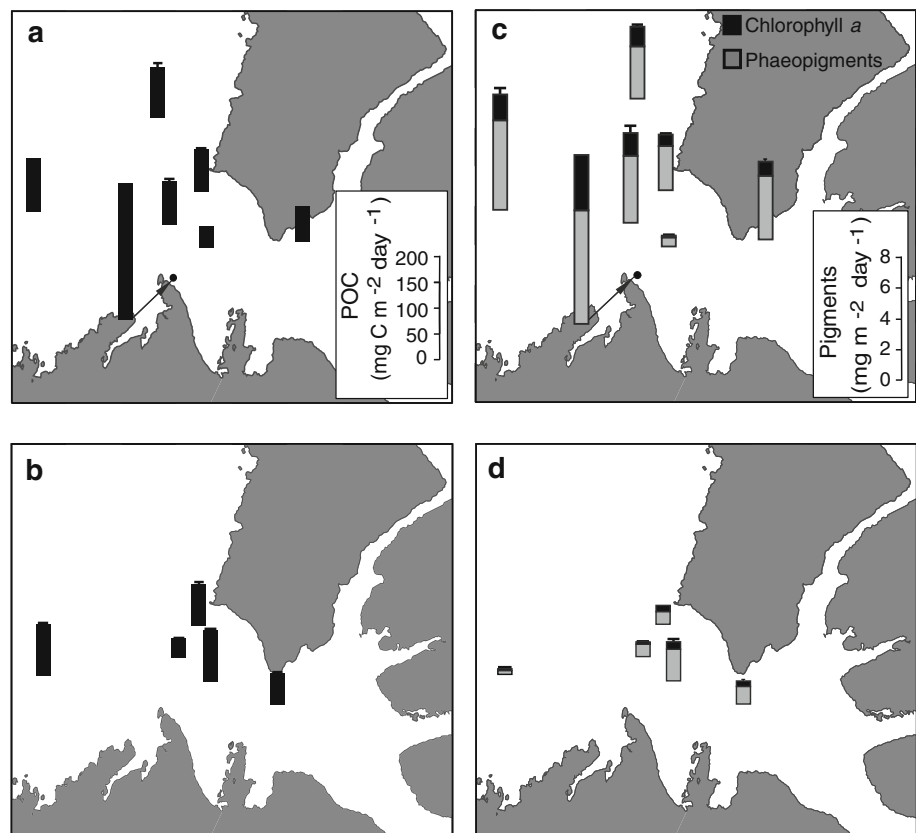 a
POC
(mg C m -2 day -1)
200
150
100
50
0
c
Chlorophyll a
Phaeopigments
Pigments
(mg m -2 day -1)
8
6
4
2
0
b
d